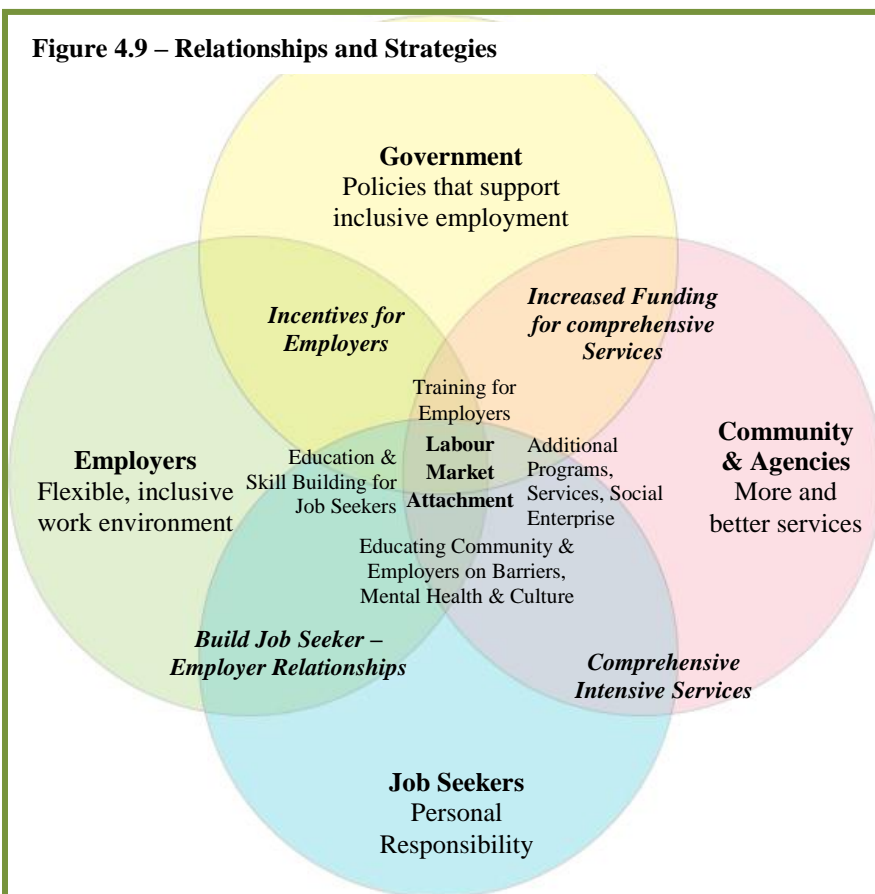 Figure 4.9 – Relationships and Strategies
Government
Policies that support
inclusive employment
Incentives for
Employers
Increased Funding
for comprehensive
Services
Training for
Employers
Employers
Flexible, inclusive
work environment
Education &
Skill Building for
Job Seekers
Labour
Market
Attachment
Additional
Programs,
Services, Social
Enterprise
Community
& Agencies
More and
better services
Educating Community &
Employers on Barriers,
Mental Health & Culture
Build Job Seeker –
Employer Relationships
Comprehensive
Intensive Services
Job Seekers
Personal
Responsibility